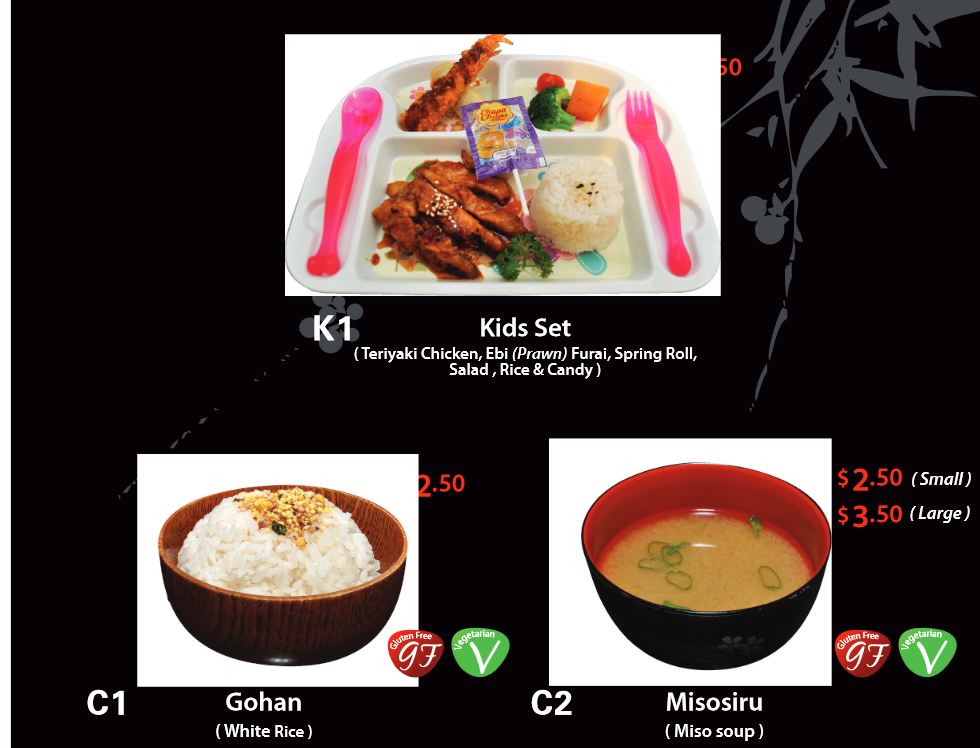 50
Chupa
Chups
K1 Kids Set
( Teriyaki Chicken, Ebi (Prawn) Furai, Spring Roll,
Salad , Rice & Candy )
2.50
$ 2.50 ( Small )
$ 3.50 ( Large )
Gluten Free
GF
Vegetarian
V
Gluten Free
GF
Vegetarian
V
C1 Gohan
( White Rice )
C2 Misosiru
( Miso soup )